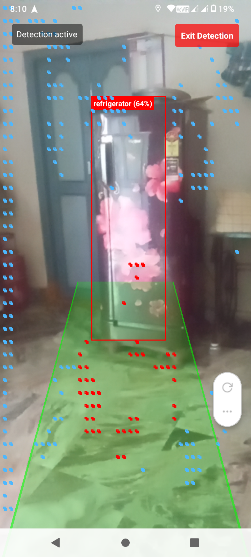 8:10
19%
Detection active
Exit Detection
refrigerator (64%)